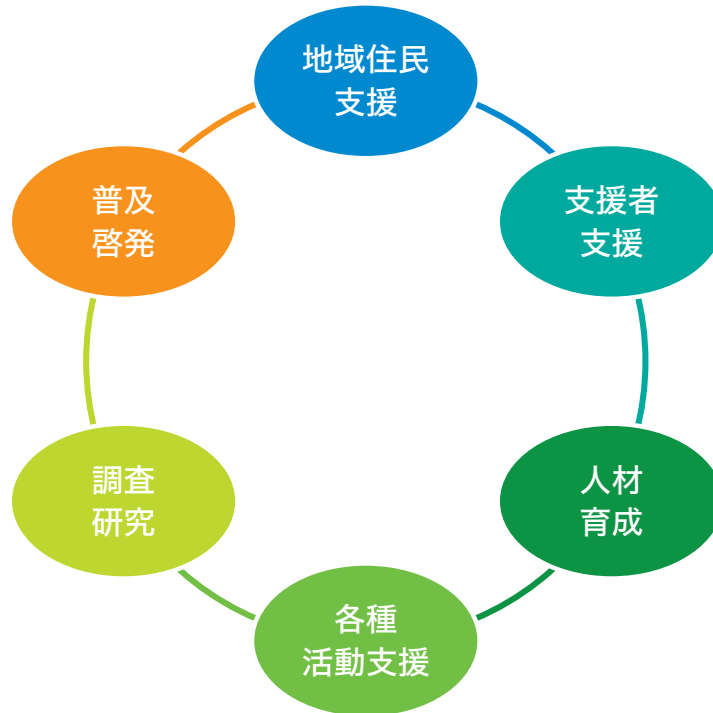 地域住民
支援
支援者
支援
人材
育成
各種
活動支援
調査
研究
普及
啓発